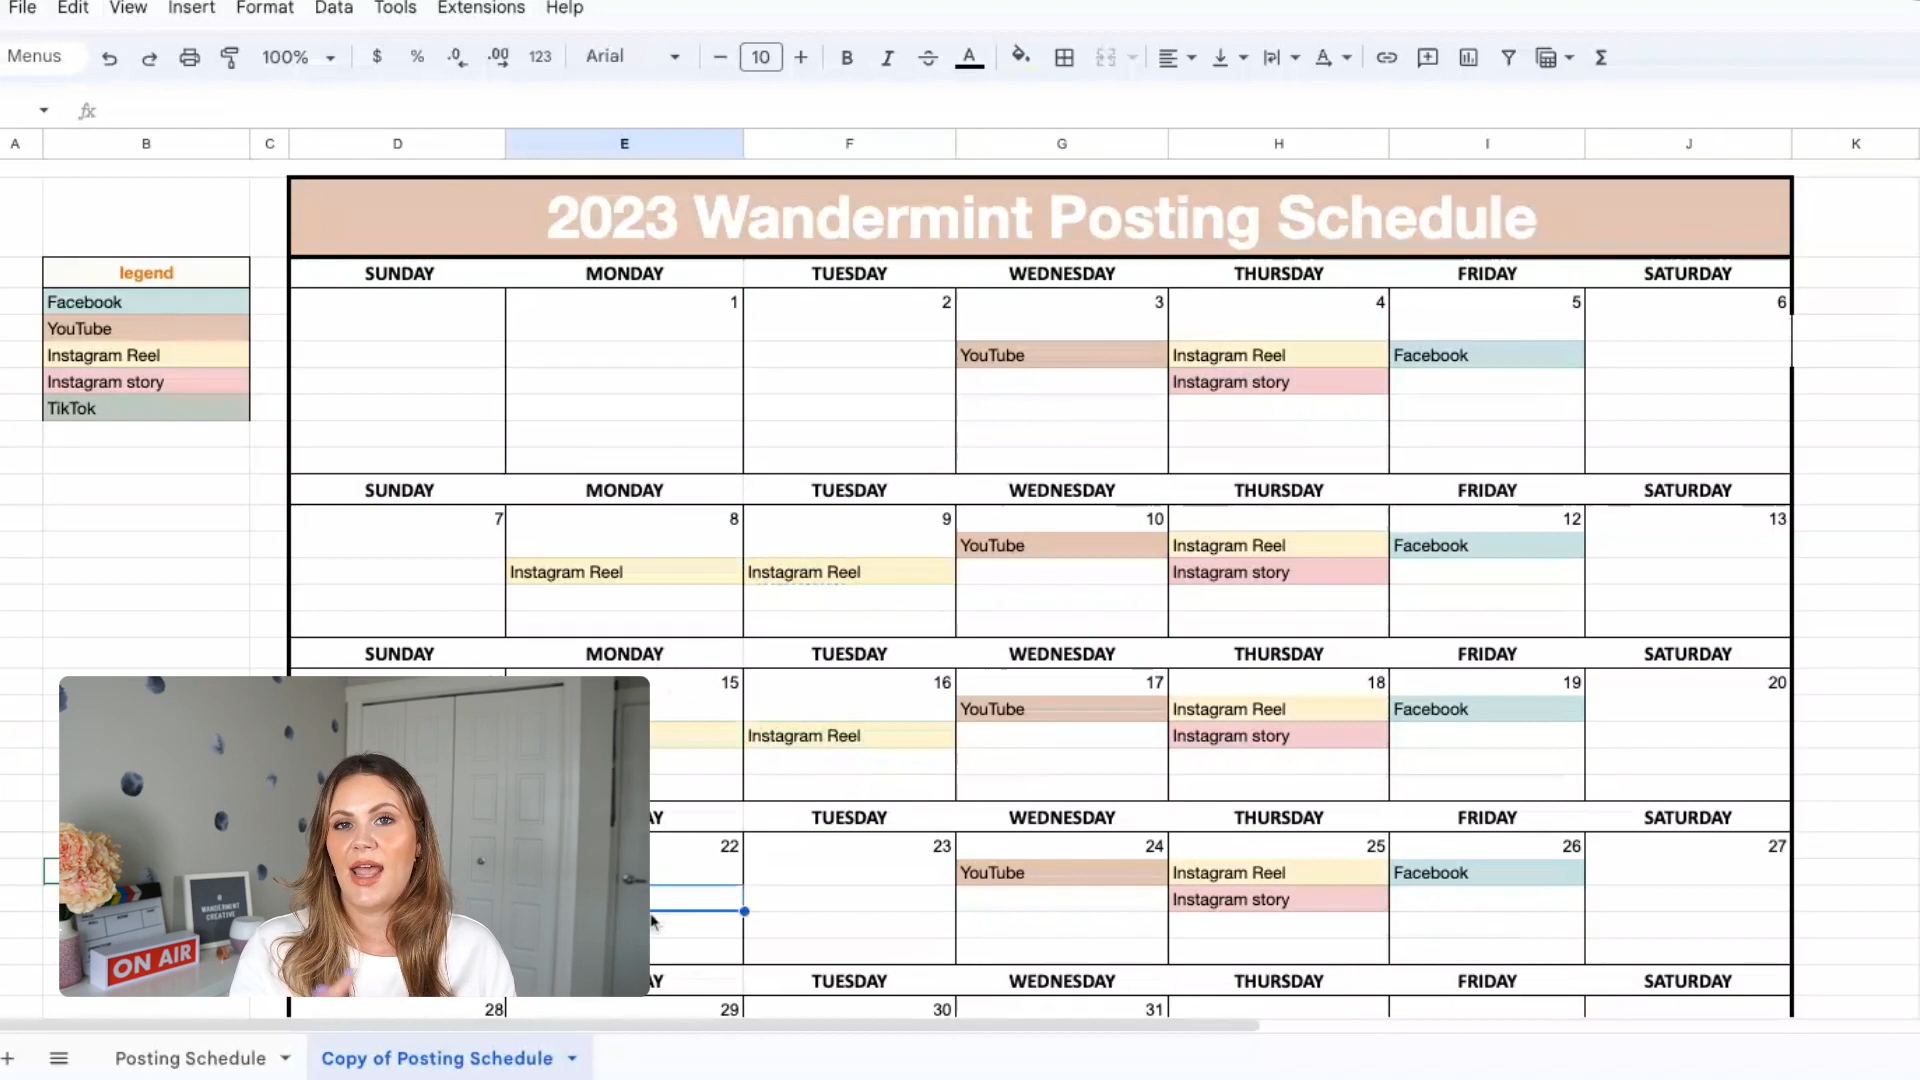 File Edit View Insert Format Data Tools Extensions Help
Menus 100% $ % .0 .00 123 Arial 10 B I A
fx
A B C D E F G H I J K
2023 Wandermint Posting Schedule
legend
Facebook
YouTube
Instagram Reel
Instagram story
TikTok
SUNDAY MONDAY TUESDAY WEDNESDAY THURSDAY FRIDAY SATURDAY
1 2 3 4 5 6
YouTube Instagram Reel Facebook
Instagram story
SUNDAY MONDAY TUESDAY WEDNESDAY THURSDAY FRIDAY SATURDAY
7 8 9 10 12 13
YouTube Instagram Reel Facebook
Instagram Reel Instagram Reel Instagram story
SUNDAY MONDAY TUESDAY WEDNESDAY THURSDAY FRIDAY SATURDAY
15 16 17 18 19 20
YouTube Instagram Reel Facebook
Instagram Reel Instagram story
AY TUESDAY WEDNESDAY THURSDAY FRIDAY SATURDAY
22 23 24 25 26 27
YouTube Instagram Reel Facebook
Instagram story
AY TUESDAY WEDNESDAY THURSDAY FRIDAY SATURDAY
28 29 30 31
WANDERMINT
CREATIVE
ON AIR
Posting Schedule Copy of Posting Schedule